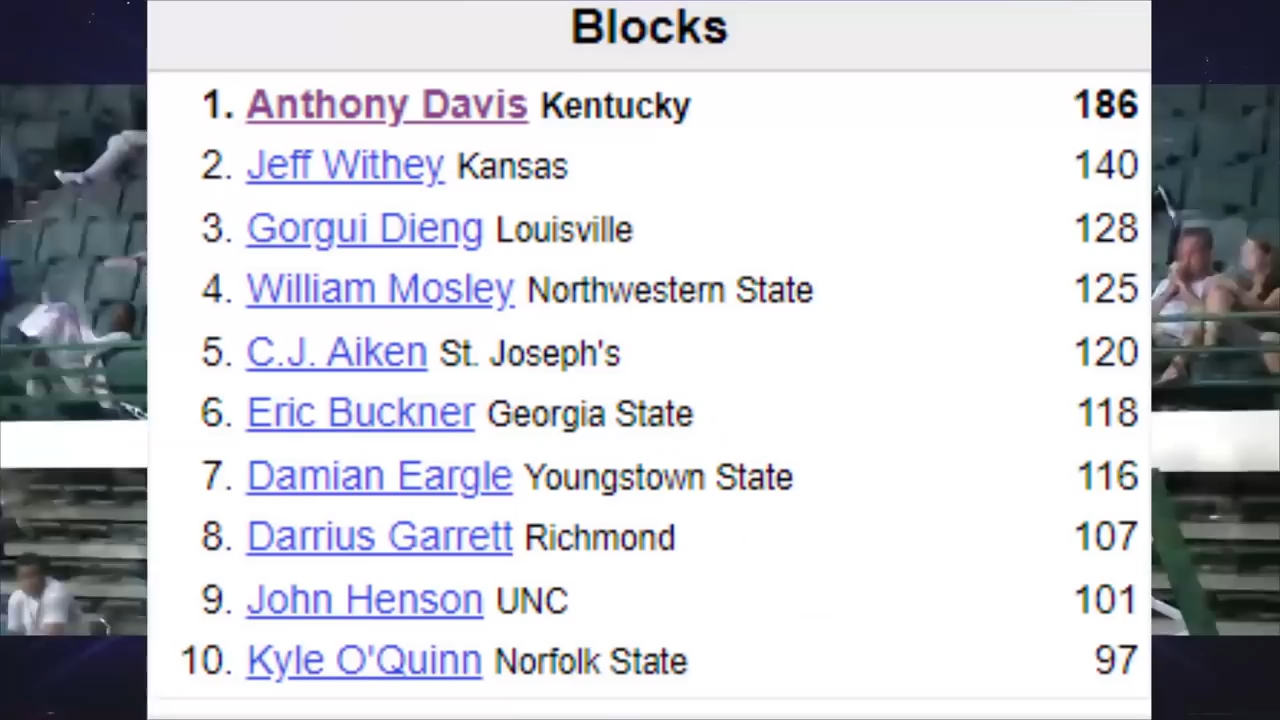 Blocks
1. Anthony Davis Kentucky 186
2. Jeff Withey Kansas 140
3. Gorgui Dieng Louisville 128
4. William Mosley Northwestern State 125
5. C.J. Aiken St. Joseph's 120
6. Eric Buckner Georgia State 118
7. Damian Eargle Youngstown State 116
8. Darrius Garrett Richmond 107
9. John Henson UNC 101
10. Kyle O'Quinn Norfolk State 97